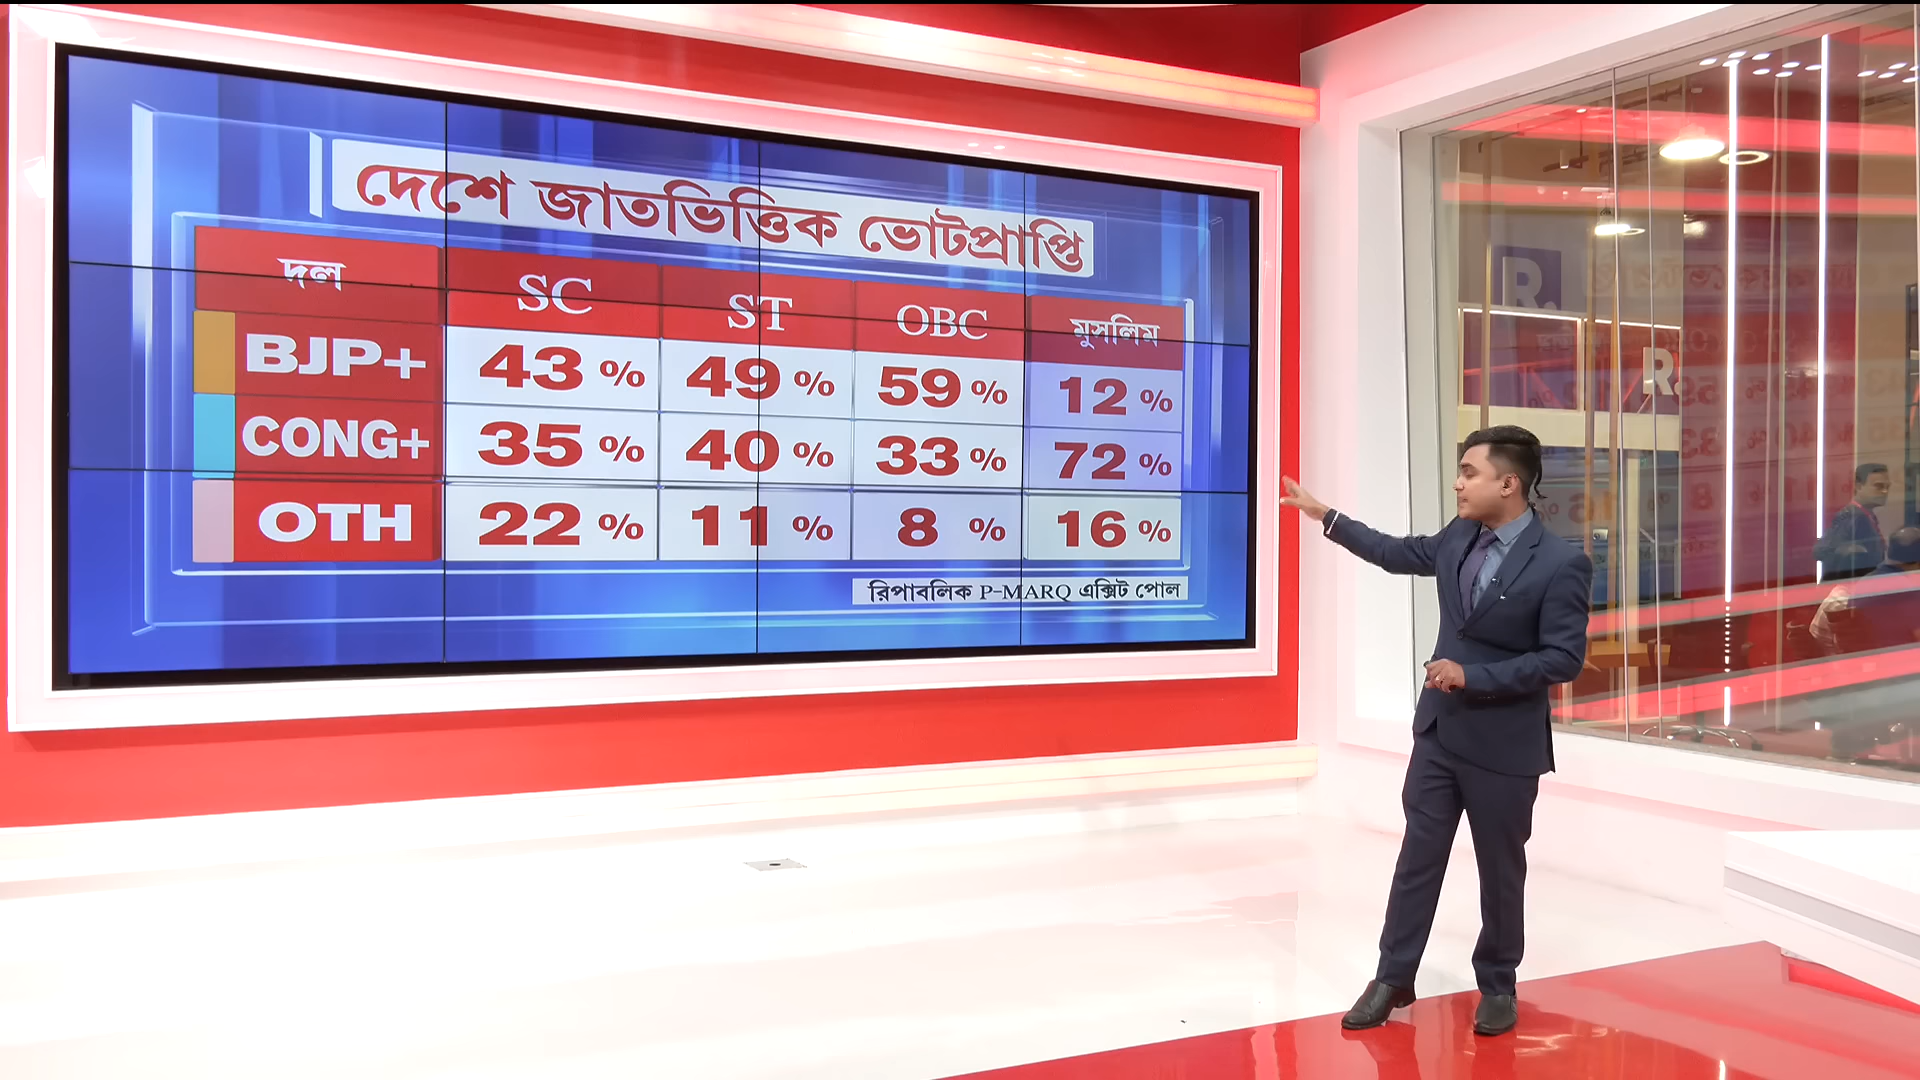 দেশে জাতভিত্তিক ভোটপ্রাপ্তি
দল SC ST OBC মুসলিম
BJP+ 43 % 49 % 59 % 12 %
CONG+ 35 % 40 % 33 % 72 %
OTH 22 % 11 % 8 % 16 %
রিপাবলিক P-MARQ এক্সিট পোল
R.
R.